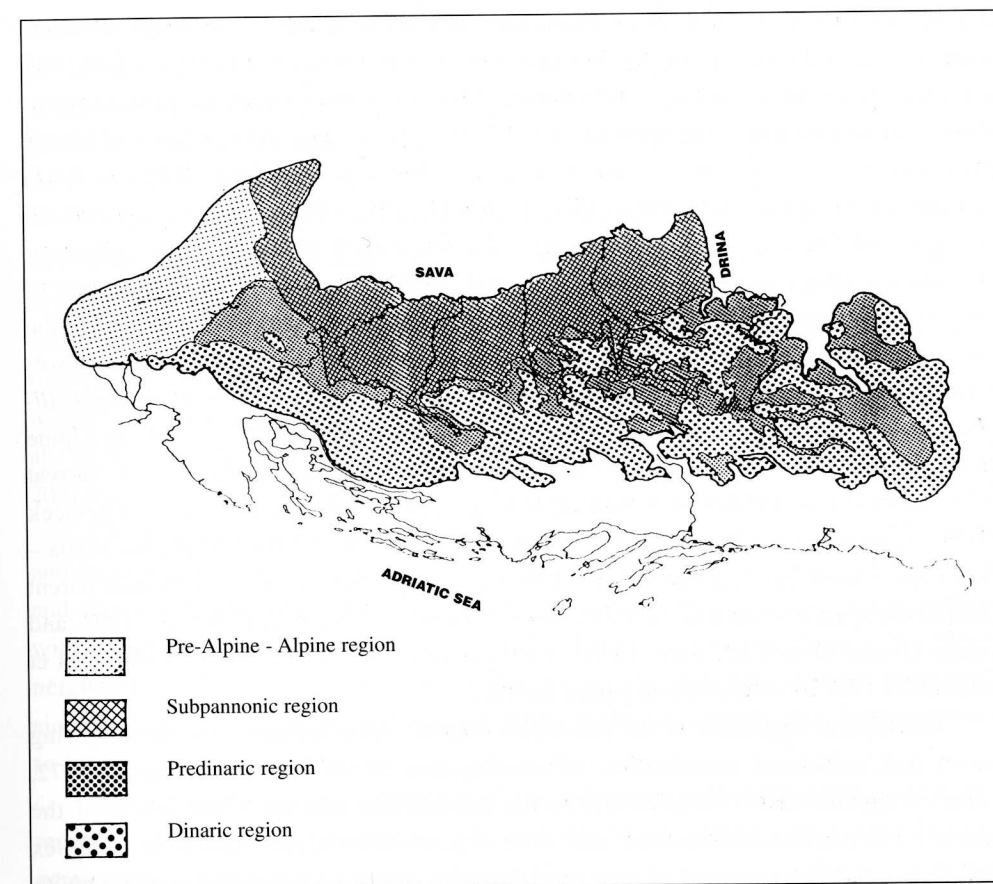 SAVA
DRINA
ADRIATIC SEA
Pre-Alpine - Alpine region
Subpannonic region
Predinaric region
Dinaric region